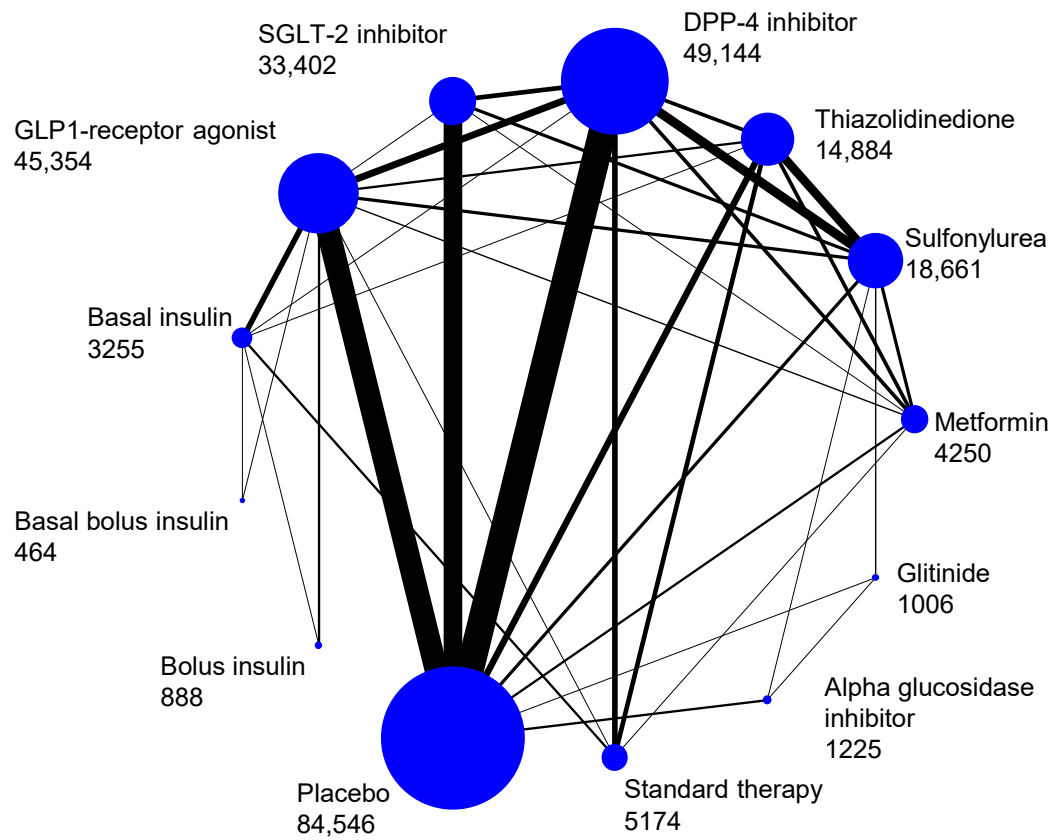 SGLT-2 inhibitor
33,402
DPP-4 inhibitor
49,144
GLP1-receptor agonist
45,354
Thiazolidinedione
14,884
Sulfonylurea
18,661
Basal insulin
3255
Metformin
4250
Basal bolus insulin
464
Glitinide
1006
Bolus insulin
888
Alpha glucosidase
inhibitor
1225
Placebo
84,546
Standard therapy
5174